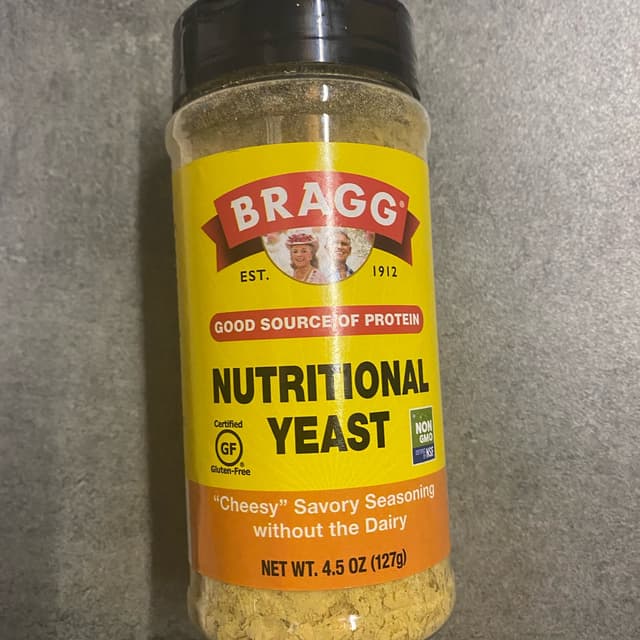 BRAGG®
EST. 1912
GOOD SOURCE OF PROTEIN
NUTRITIONAL
YEAST
Certified
GF®
Gluten-Free
NON
GMO
NSF
"Cheesy" Savory Seasoning
without the Dairy
NET WT. 4.5 OZ (127g)